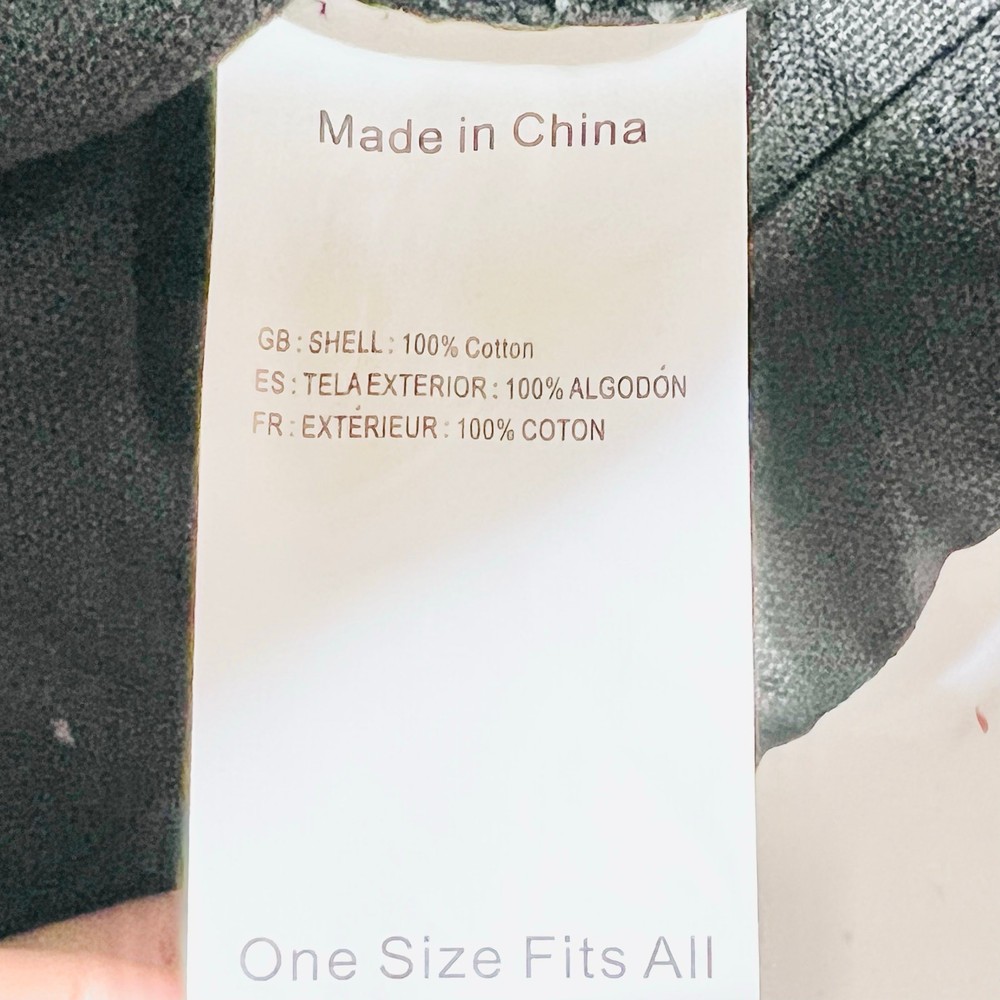 Made in China
GB : SHELL : 100% Cotton
ES : TELA EXTERIOR : 100% ALGODÓN
FR : EXTÉRIEUR : 100% COTON
One Size Fits All